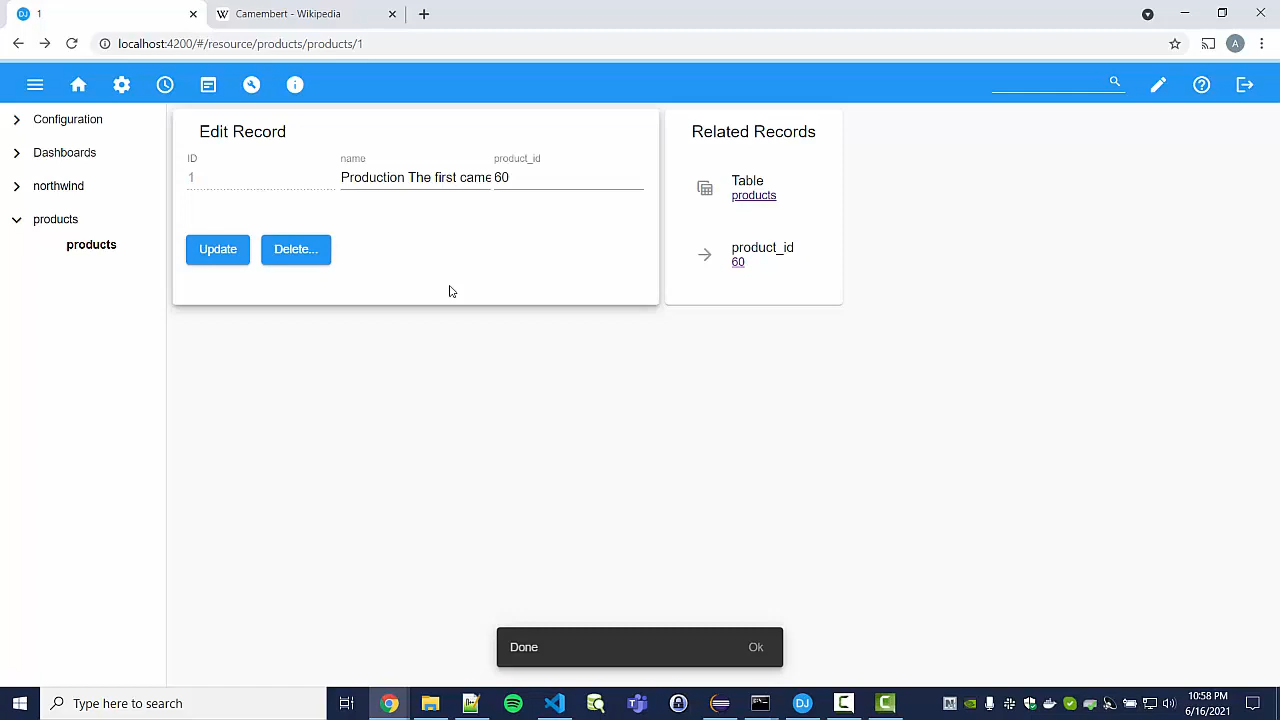 1
Camembert - Wikipedia
localhost:4200/#/resource/products/products/1
A
Configuration
Dashboards
northwind
products
products
Edit Record
ID
name
product_id
1
Production The first came
60
Update
Delete...
Related Records
Table
products
product_id
60
Done
Ok
Type here to search
10:58 PM
6/16/2021